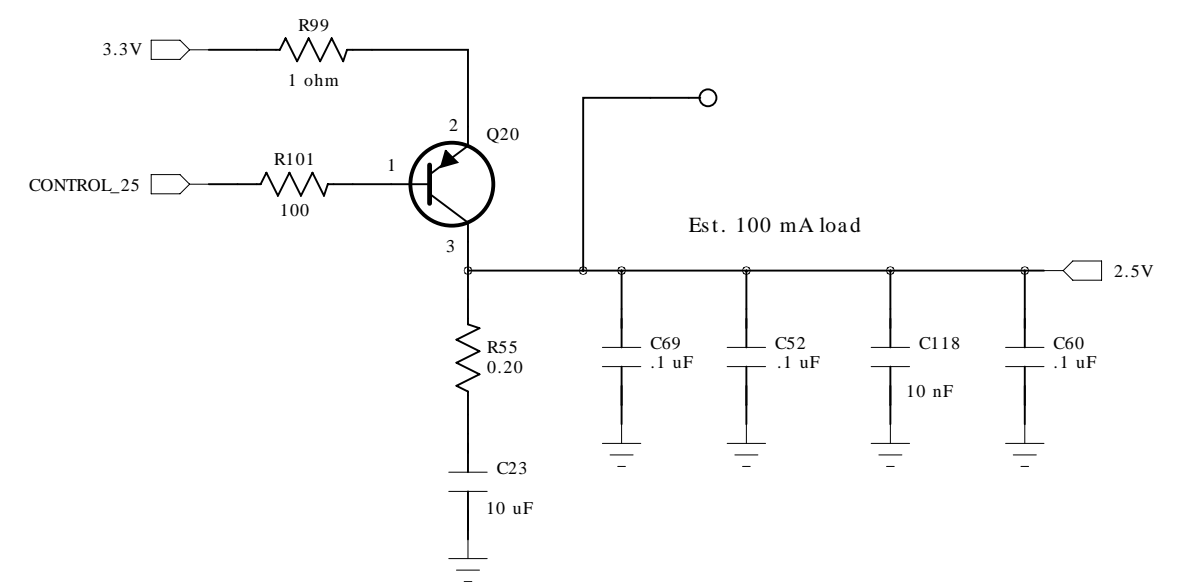 R99
3.3V
1 ohm
2
Q20
R101
1
CONTROL_25
100
Est. 100 mA load
3
2.5V
R55
0.20
C69
.1 uF
C52
.1 uF
C118
10 nF
C60
.1 uF
C23
10 uF